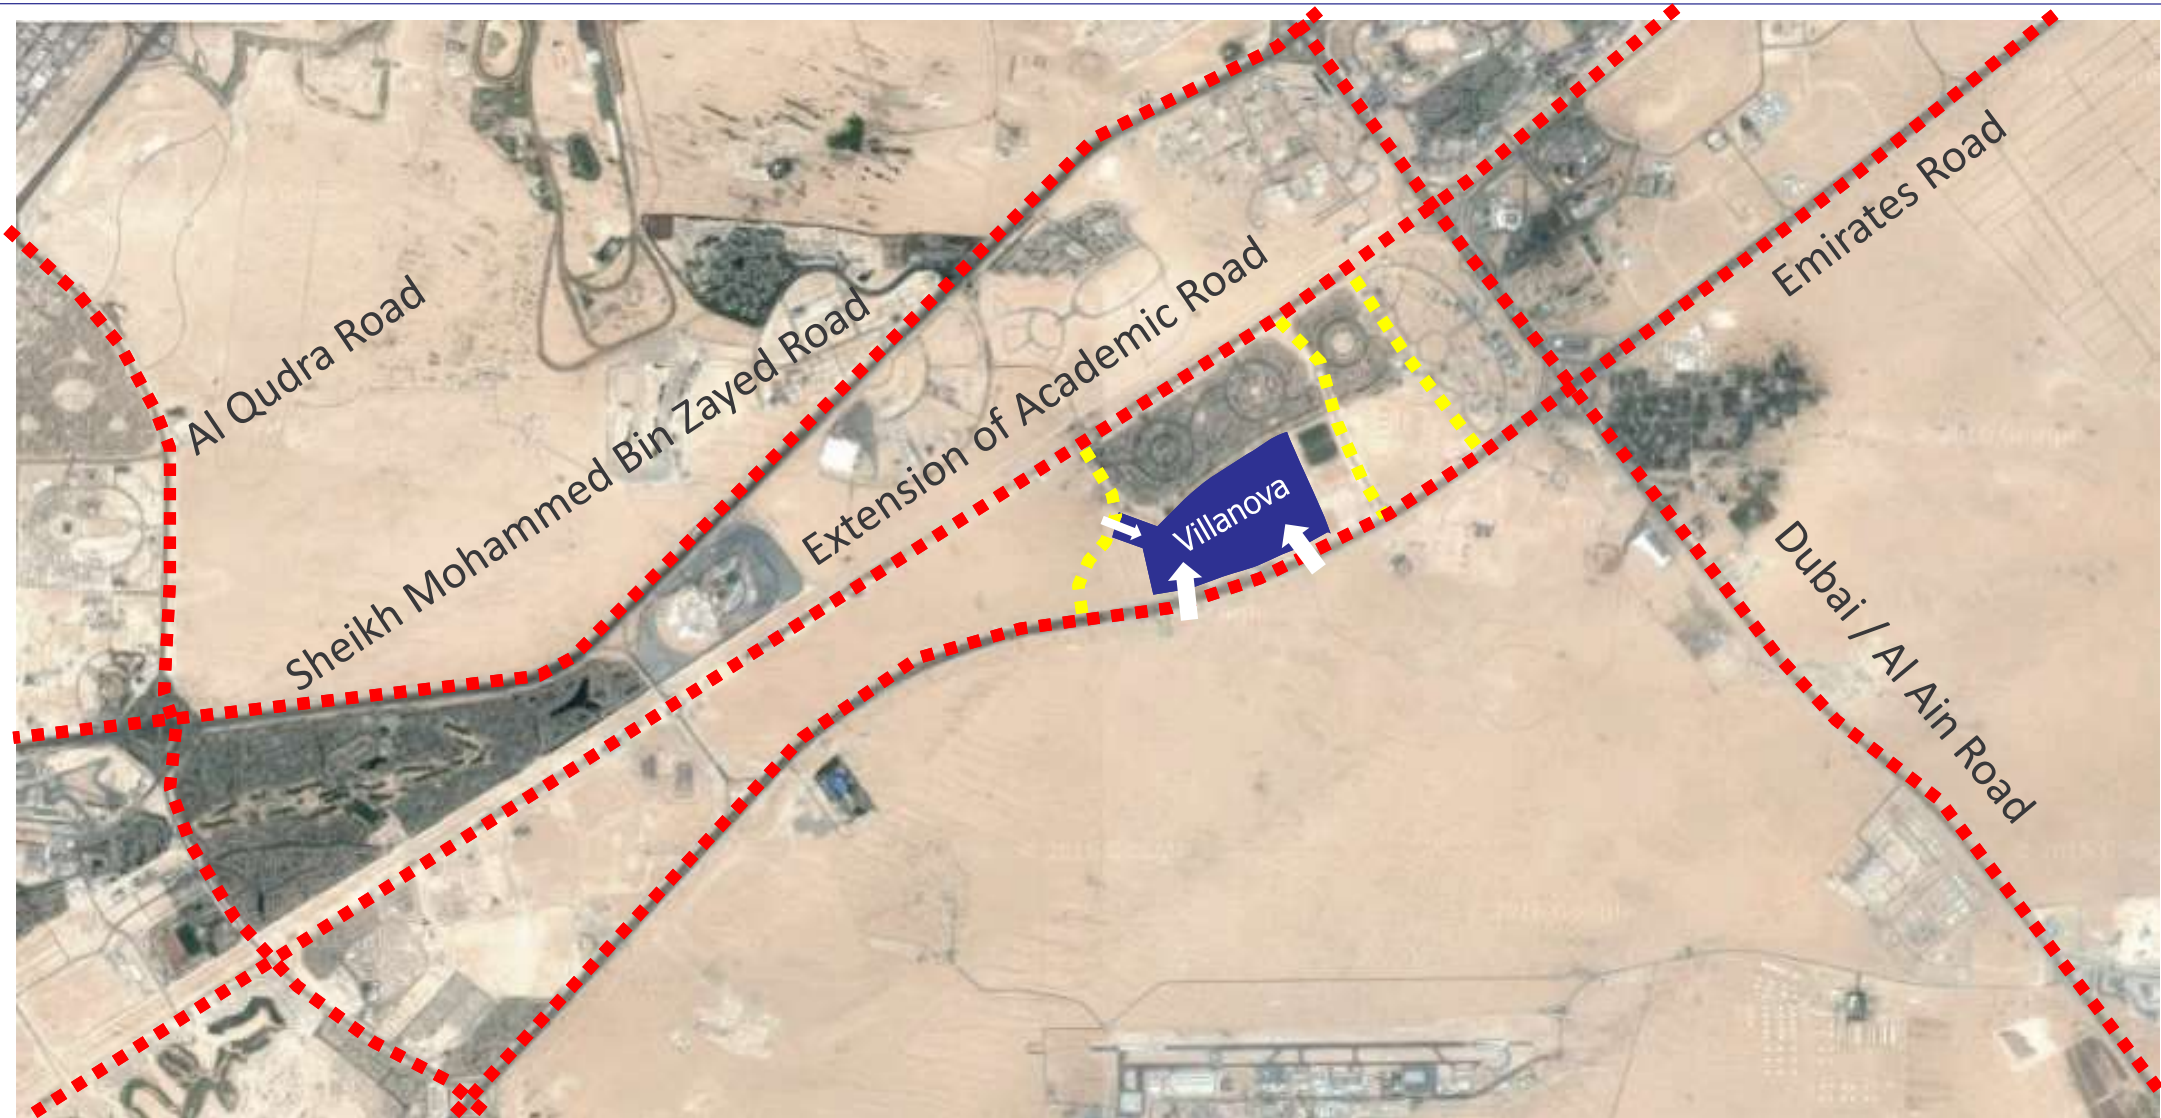 Emirates Road
Al Qudra Road
Sheikh Mohammed Bin Zayed Road
Extension of Academic Road
Villanova
Dubai / Al Ain Road